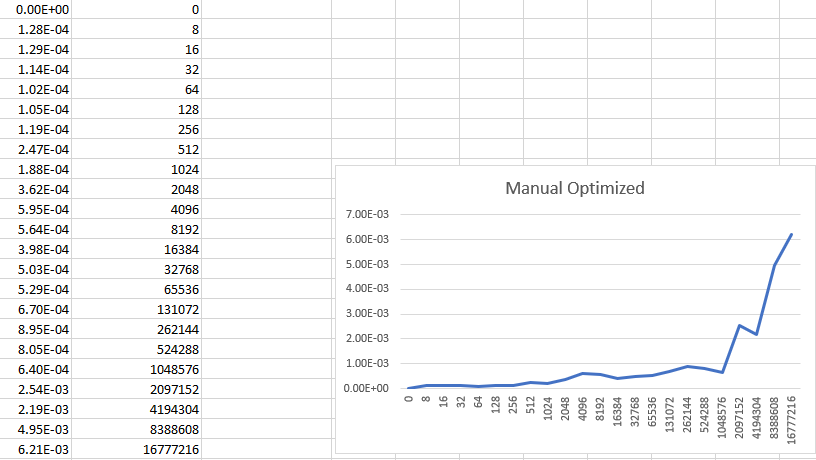 0.00E+00 0
1.28E-04 8
1.29E-04 16
1.14E-04 32
1.02E-04 64
1.05E-04 128
1.19E-04 256
2.47E-04 512
1.88E-04 1024
3.62E-04 2048
5.95E-04 4096
5.64E-04 8192
3.98E-04 16384
5.03E-04 32768
5.29E-04 65536
6.70E-04 131072
8.95E-04 262144
8.05E-04 524288
6.40E-04 1048576
2.54E-03 2097152
2.19E-03 4194304
4.95E-03 8388608
6.21E-03 16777216
Manual Optimized
7.00E-03
6.00E-03
5.00E-03
4.00E-03
3.00E-03
2.00E-03
1.00E-03
0.00E+00
0
8
16
32
64
128
256
512
1024
2048
4096
8192
16384
32768
65536
131072
262144
524288
1048576
2097152
4194304
8388608
16777216